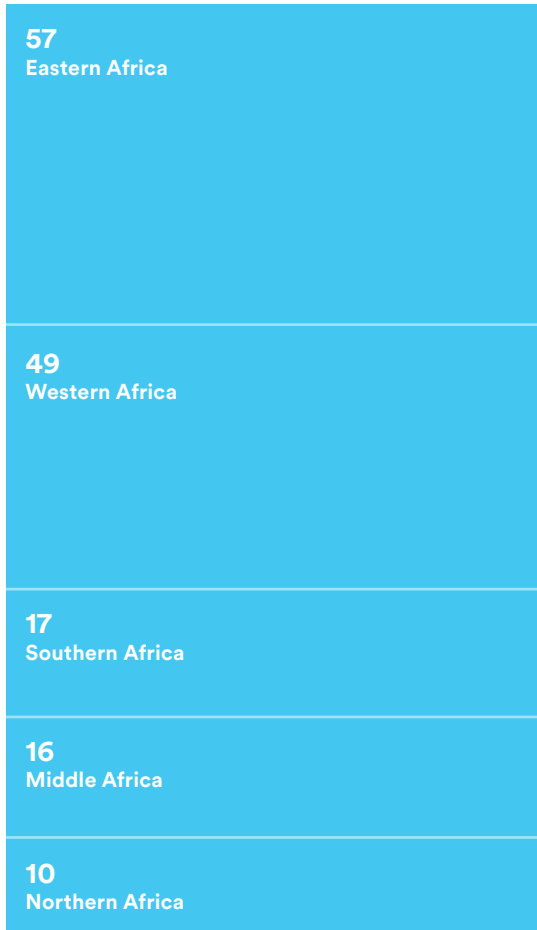 57
Eastern Africa
49
Western Africa
17
Southern Africa
16
Middle Africa
10
Northern Africa